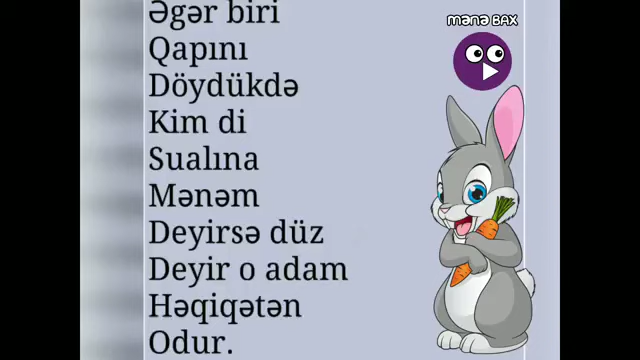 Əgər biri
Qapını
Döydükdə
Kim di
Sualına
Mənəm
Deyirsə düz
Deyir o adam
Həqiqətən
Odur.
mənə BAX